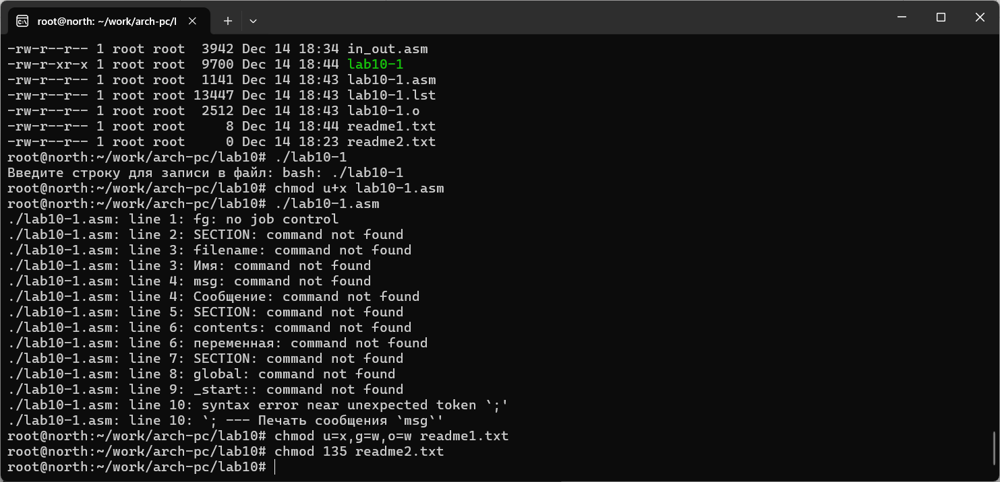 root@north: ~/work/arch-pc/l
-rw-r--r-- 1 root root  3942 Dec 14 18:34 in_out.asm
-rw-r-xr-x 1 root root  9700 Dec 14 18:44 lab10-1
-rw-r--r-- 1 root root  1141 Dec 14 18:43 lab10-1.asm
-rw-r--r-- 1 root root 13447 Dec 14 18:43 lab10-1.lst
-rw-r--r-- 1 root root  2512 Dec 14 18:43 lab10-1.o
-rw-r--r-- 1 root root     8 Dec 14 18:44 readme1.txt
-rw-r--r-- 1 root root     0 Dec 14 18:23 readme2.txt
root@north:~/work/arch-pc/lab10# ./lab10-1
Введите строку для записи в файл: bash: ./lab10-1
root@north:~/work/arch-pc/lab10# chmod u+x lab10-1.asm
root@north:~/work/arch-pc/lab10# ./lab10-1.asm
./lab10-1.asm: line 1: fg: no job control
./lab10-1.asm: line 2: SECTION: command not found
./lab10-1.asm: line 3: filename: command not found
./lab10-1.asm: line 3: Имя: command not found
./lab10-1.asm: line 4: msg: command not found
./lab10-1.asm: line 4: Сообщение: command not found
./lab10-1.asm: line 5: SECTION: command not found
./lab10-1.asm: line 6: contents: command not found
./lab10-1.asm: line 6: переменная: command not found
./lab10-1.asm: line 7: SECTION: command not found
./lab10-1.asm: line 8: global: command not found
./lab10-1.asm: line 9: _start:: command not found
./lab10-1.asm: line 10: syntax error near unexpected token `;'
./lab10-1.asm: line 10: `; --- Печать сообщения `msg`'
root@north:~/work/arch-pc/lab10# chmod u=x,g=w,o=w readme1.txt
root@north:~/work/arch-pc/lab10# chmod 135 readme2.txt
root@north:~/work/arch-pc/lab10#